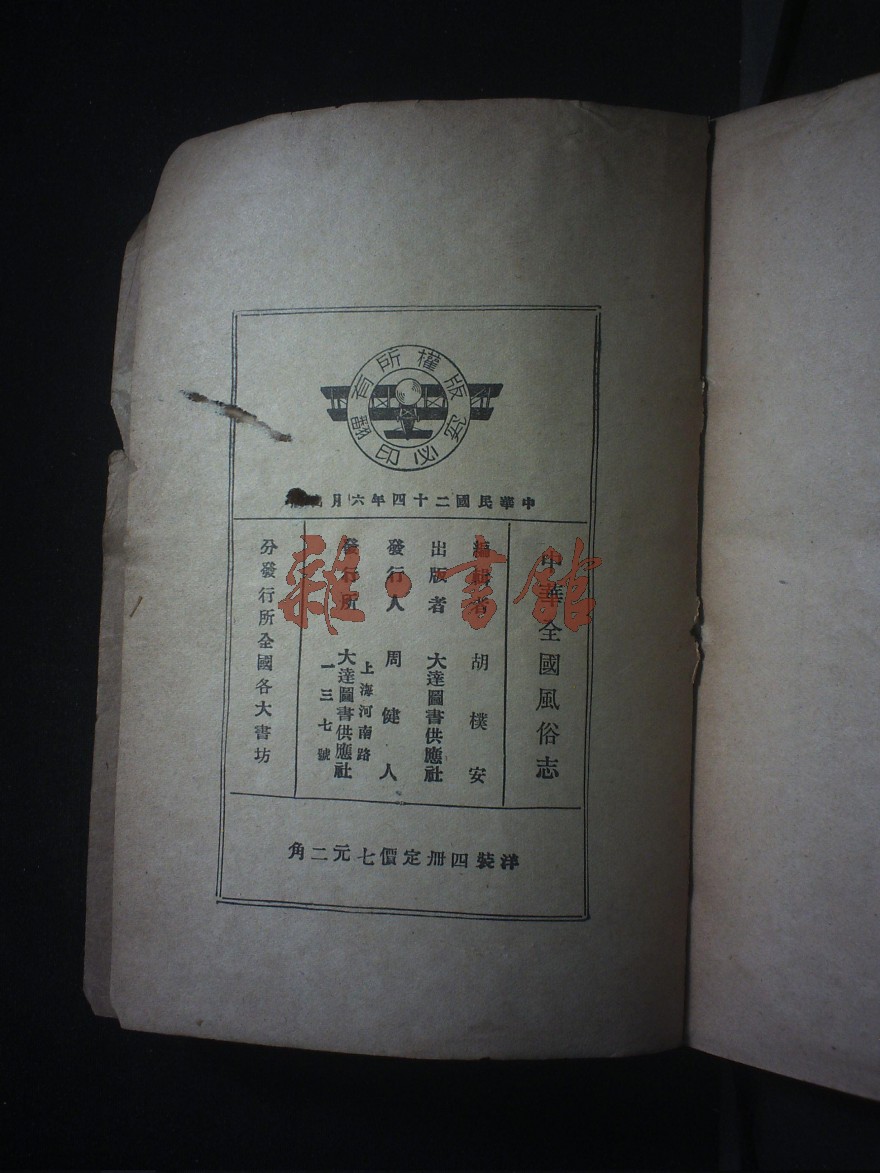 版權所有
翻印必究
中華民國二十四年六月
中華全國風俗志
編輯者 胡樸安
出版者 大達圖書供應社
發行人 周健人
發行所 大達圖書供應社
上海河南路
一三七號
分發行所全國各大書坊
洋裝四册定價七元二角
雜·書館